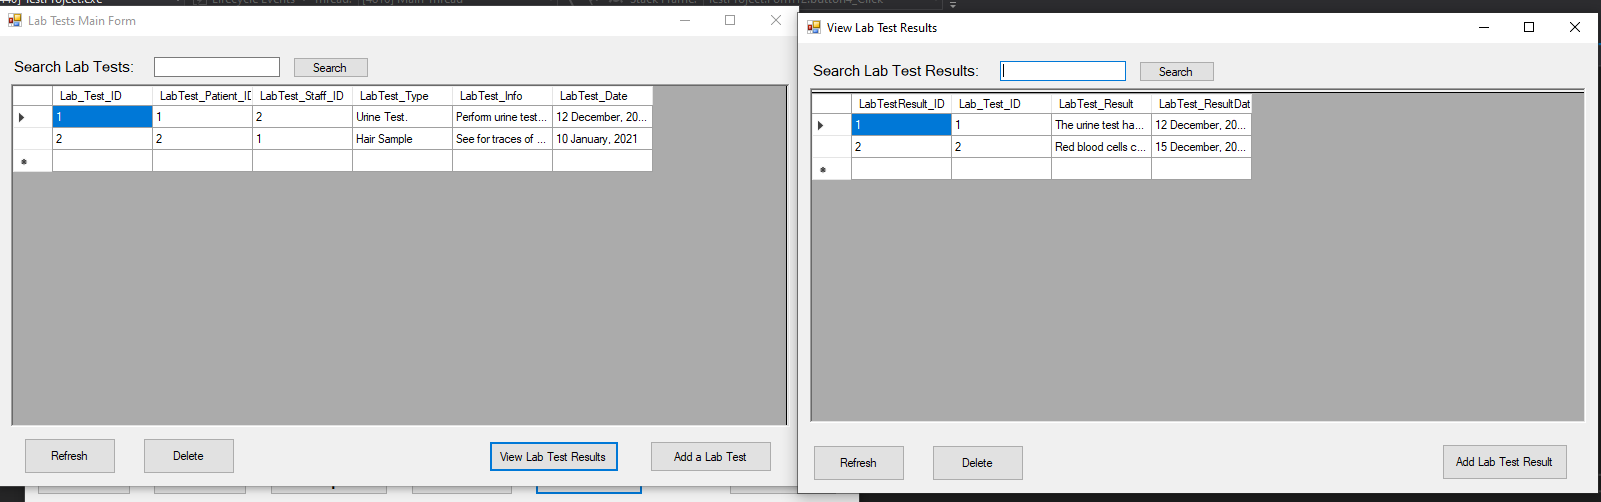 Lab Tests Main Form
Search Lab Tests:
Search
Lab_Test_ID LabTest_Patient_ID LabTest_Staff_ID LabTest_Type LabTest_Info LabTest_Date
1 1 2 Urine Test. Perform urine test... 12 December, 20...
2 2 1 Hair Sample See for traces of ... 10 January, 2021
Refresh
Delete
View Lab Test Results
Add a Lab Test
View Lab Test Results
Search Lab Test Results:
Search
LabTestResult_ID Lab_Test_ID LabTest_Result LabTest_ResultDat
1 1 The urine test ha... 12 December, 20...
2 2 Red blood cells c... 15 December, 20...
Refresh
Delete
Add Lab Test Result